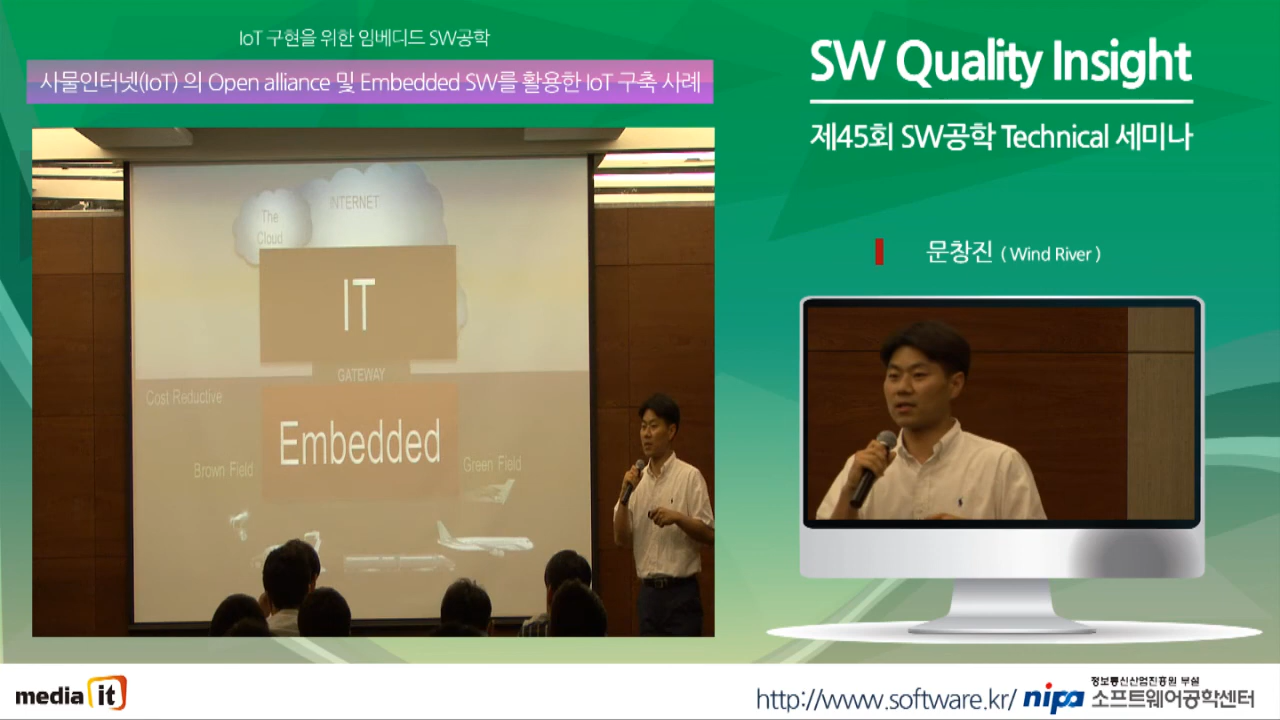 IoT 구현을 위한 임베디드 SW공학
사물인터넷(IoT) 의 Open alliance 및 Embedded SW를 활용한 IoT 구축 사례
SW Quality Insight
제45회 SW공학 Technical 세미나
문창진 ( Wind River )
The
Cloud
INTERNET
IT
GATEWAY
Cost Reductive
Embedded
Brown Field
Green Field
media it
http://www.software.kr/
nipa
정보통신산업진흥원 부설
소프트웨어공학센터